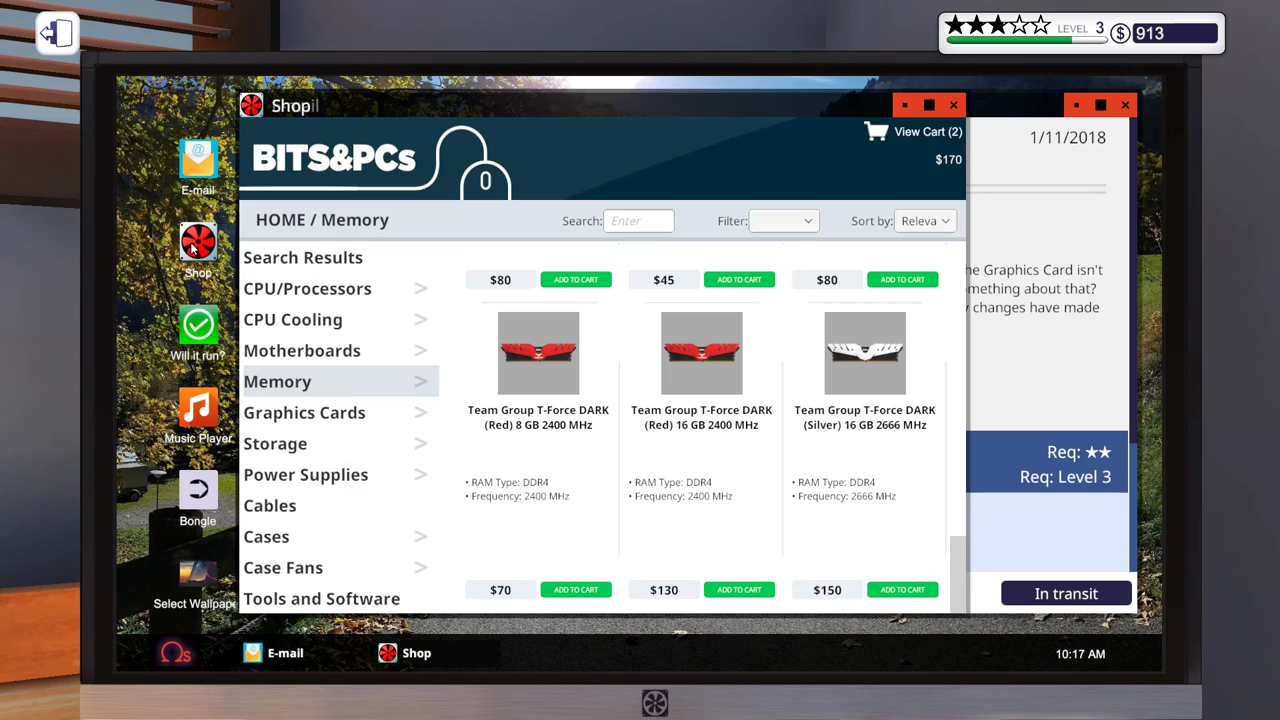 LEVEL 3
$ 913
Shopil
1/11/2018
BITS&PCs
View Cart (2)
$170
E-mail
HOME / Memory
Search:
Enter
Filter:
Sort by:
Releva
Shop
Search Results
CPU/Processors
CPU Cooling
Motherboards
Memory
Graphics Cards
Storage
Power Supplies
Cables
Cases
Case Fans
Tools and Software
$80
ADD TO CART
$45
ADD TO CART
$80
ADD TO CART
he Graphics Card isn't
mething about that?
y changes have made
Will it run?
Music Player
Bongle
Select Wallpape
Team Group T-Force DARK
(Red) 8 GB 2400 MHz
• RAM Type: DDR4
• Frequency: 2400 MHz
$70
ADD TO CART
Team Group T-Force DARK
(Red) 16 GB 2400 MHz
• RAM Type: DDR4
• Frequency: 2400 MHz
$130
ADD TO CART
Team Group T-Force DARK
(Silver) 16 GB 2666 MHz
• RAM Type: DDR4
• Frequency: 2666 MHz
$150
ADD TO CART
Req: ★★
Req: Level 3
In transit
Ωs
E-mail
Shop
10:17 AM